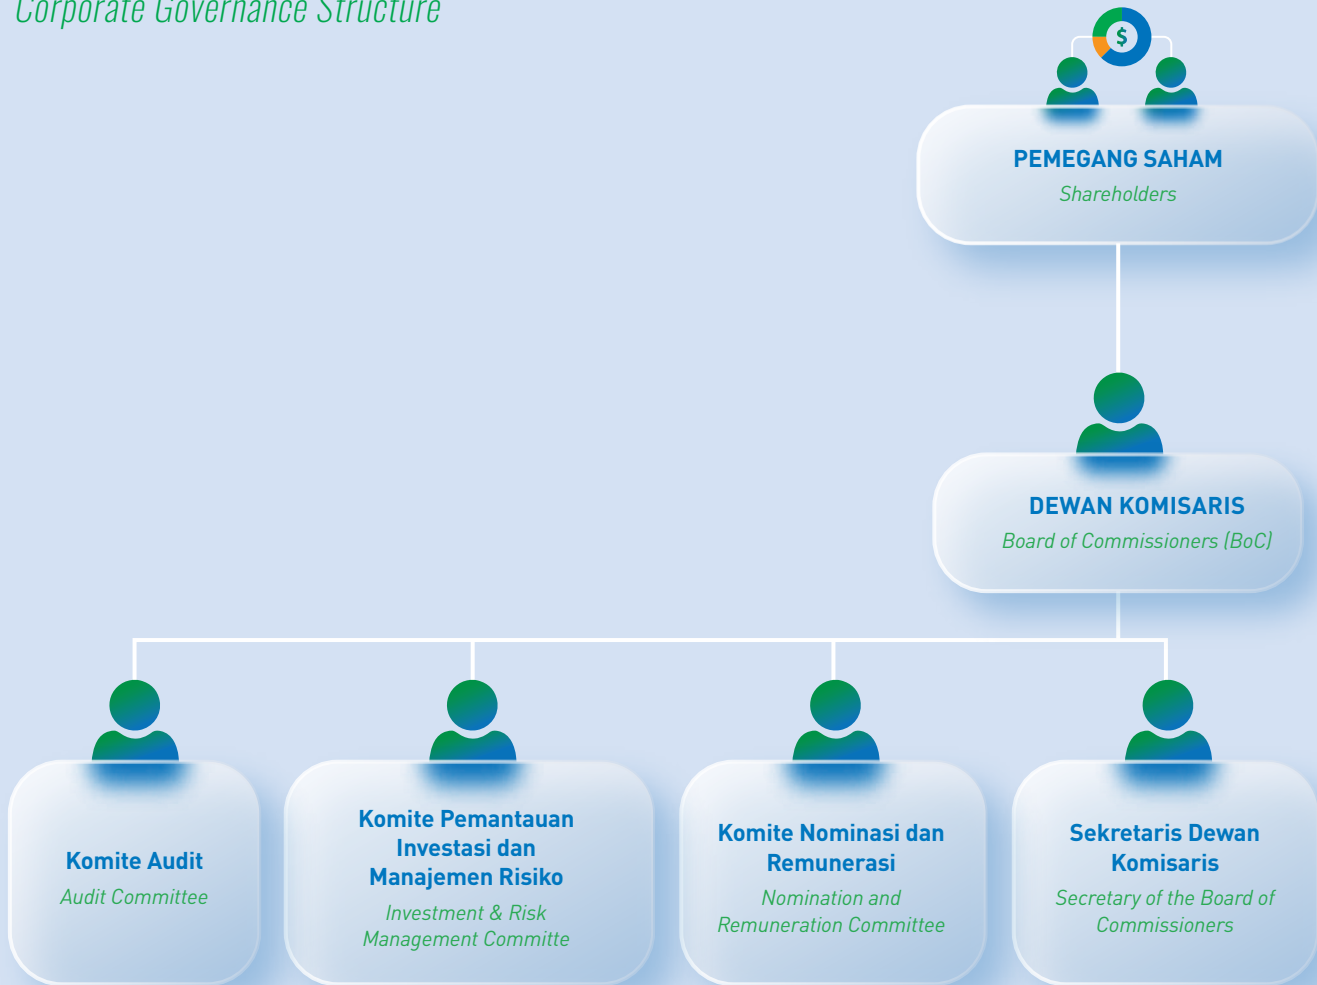 Corporate Governance Structure
$
PEMEGANG SAHAM
Shareholders
DEWAN KOMISARIS
Board of Commissioners (BoC)
Komite Audit
Audit Committee
Komite Pemantauan
Investasi dan
Manajemen Risiko
Investment & Risk
Management Committe
Komite Nominasi dan
Remunerasi
Nomination and
Remuneration Committee
Sekretaris Dewan
Komisaris
Secretary of the Board of
Commissioners